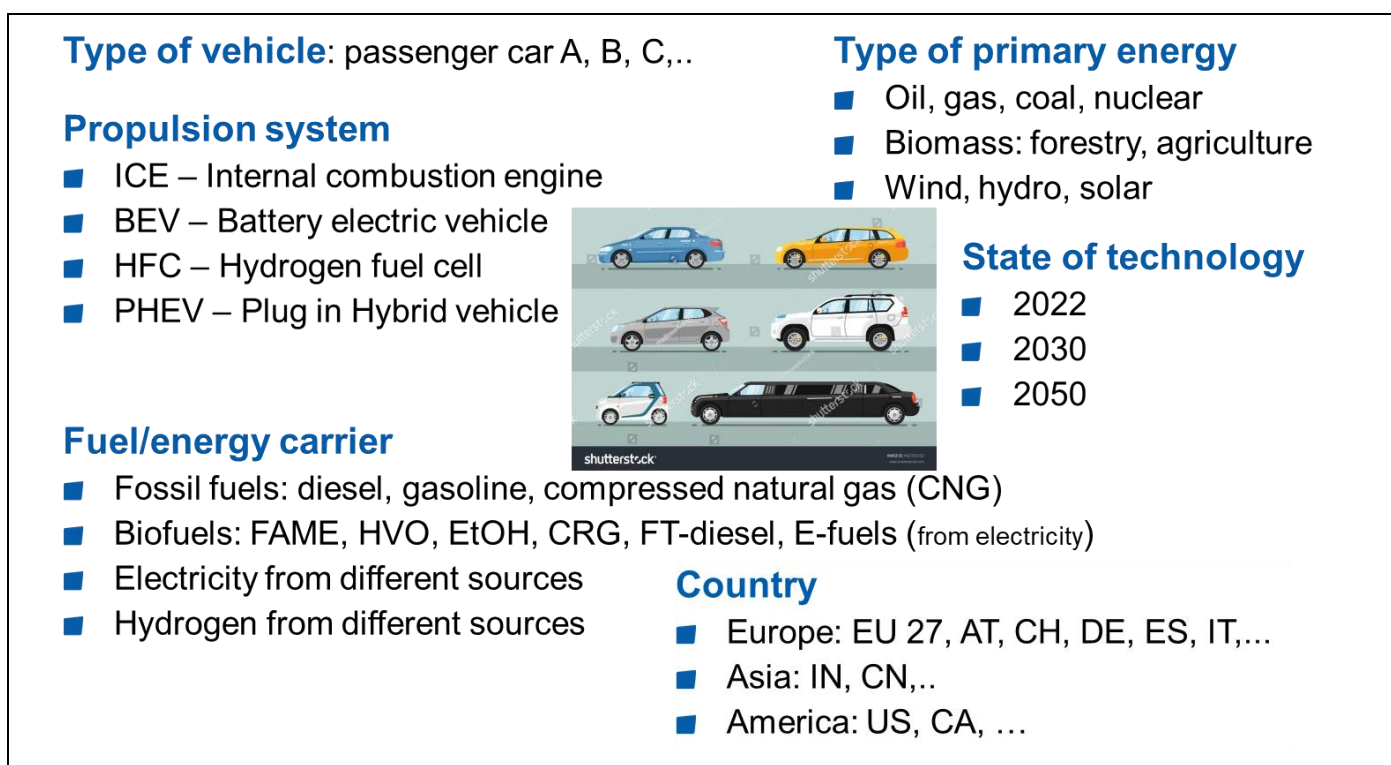 Type of vehicle: passenger car A, B, C,..
Propulsion system
ICE – Internal combustion engine
BEV – Battery electric vehicle
HFC – Hydrogen fuel cell
PHEV – Plug in Hybrid vehicle
Type of primary energy
Oil, gas, coal, nuclear
Biomass: forestry, agriculture
Wind, hydro, solar
State of technology
2022
2030
2050
shutterstock
Fuel/energy carrier
Fossil fuels: diesel, gasoline, compressed natural gas (CNG)
Biofuels: FAME, HVO, EtOH, CRG, FT-diesel, E-fuels (from electricity)
Electricity from different sources
Hydrogen from different sources
Country
Europe: EU 27, AT, CH, DE, ES, IT,...
Asia: IN, CN,..
America: US, CA, …